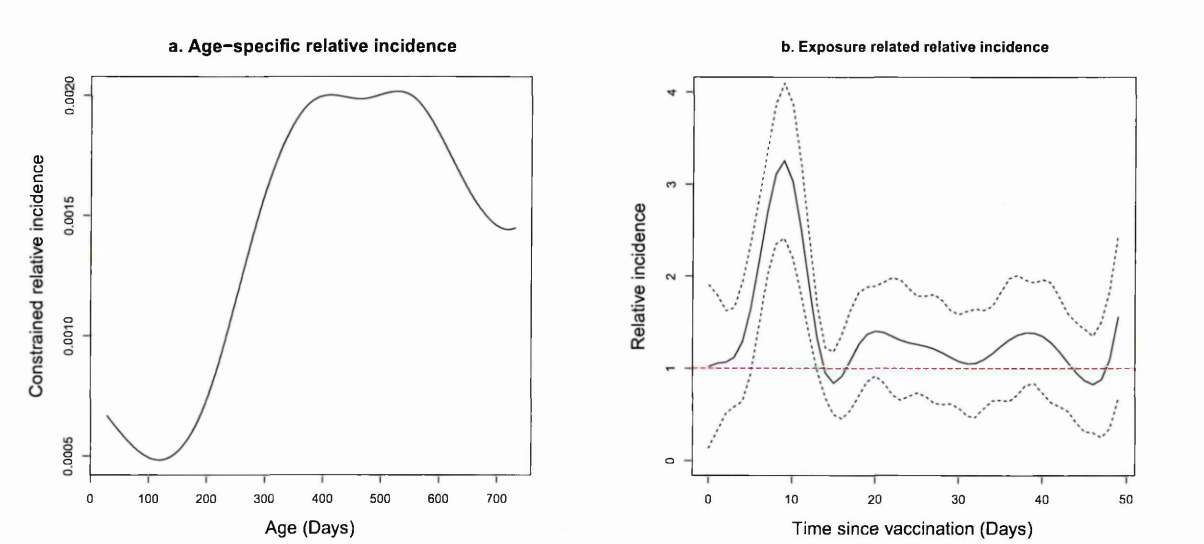 a. Age-specific relative incidence
Constrained relative incidence
0.0005 0.0010 0.0015 0.0020
0 100 200 300 400 500 600 700
Age (Days)
b. Exposure related relative incidence
Relative incidence
0 1 2 3 4
0 10 20 30 40 50
Time since vaccination (Days)